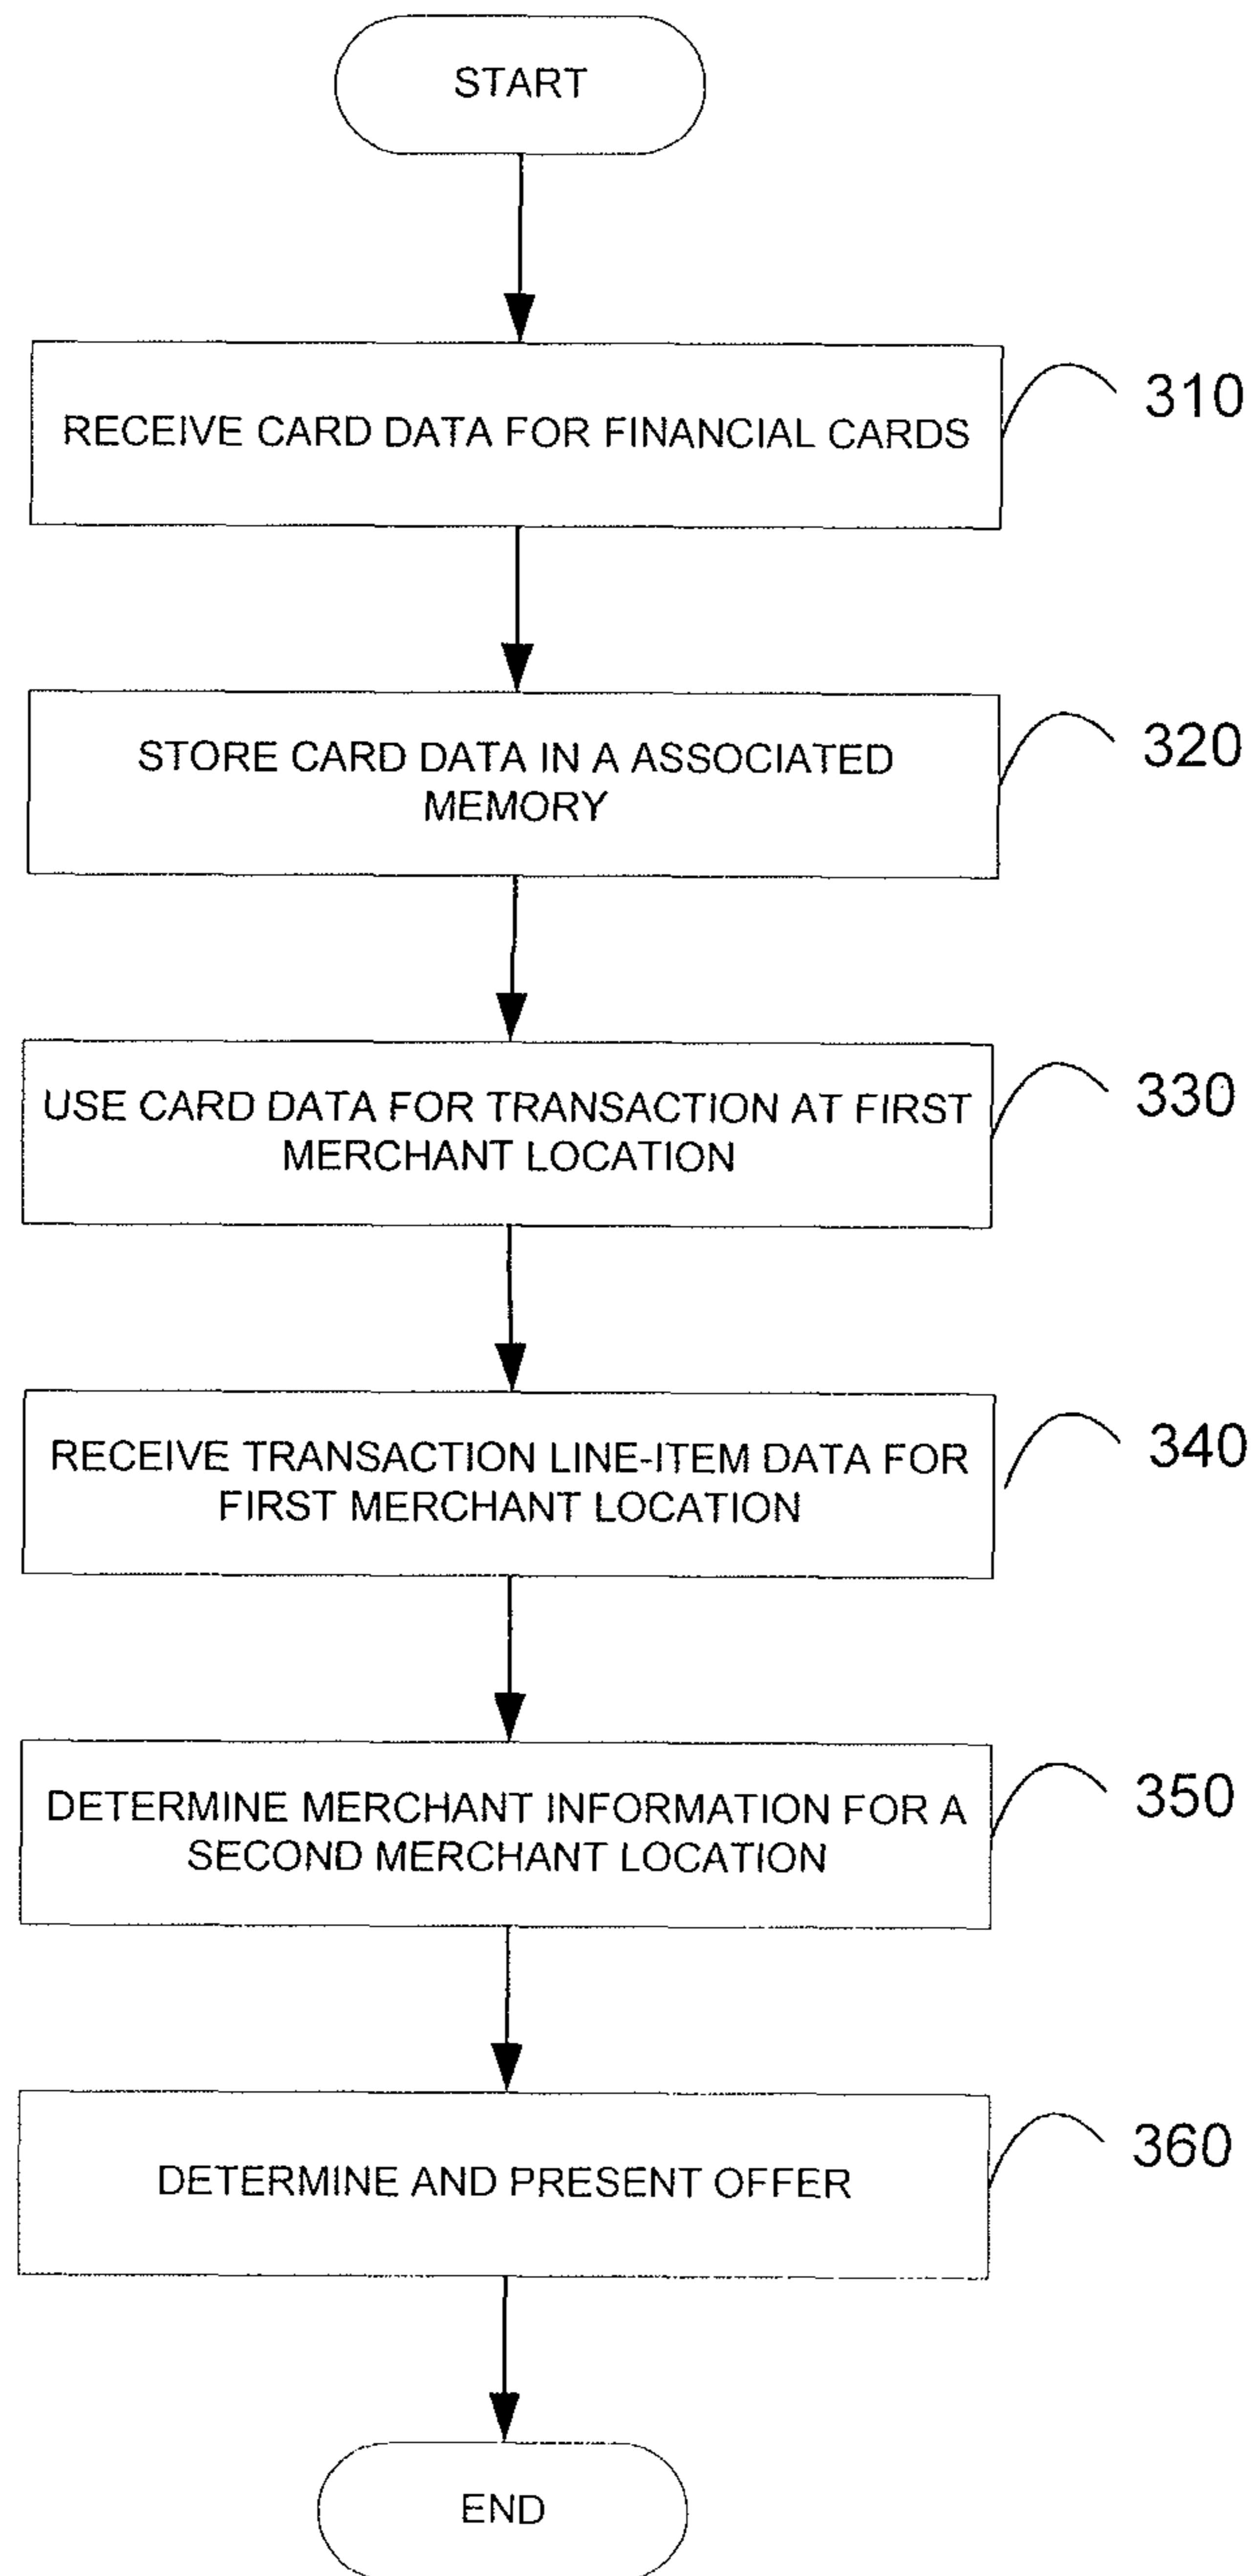 START
RECEIVE CARD DATA FOR FINANCIAL CARDS
310
STORE CARD DATA IN A ASSOCIATED
MEMORY
320
USE CARD DATA FOR TRANSACTION AT FIRST
MERCHANT LOCATION
330
RECEIVE TRANSACTION LINE-ITEM DATA FOR
FIRST MERCHANT LOCATION
340
DETERMINE MERCHANT INFORMATION FOR A
SECOND MERCHANT LOCATION
350
DETERMINE AND PRESENT OFFER
360
END